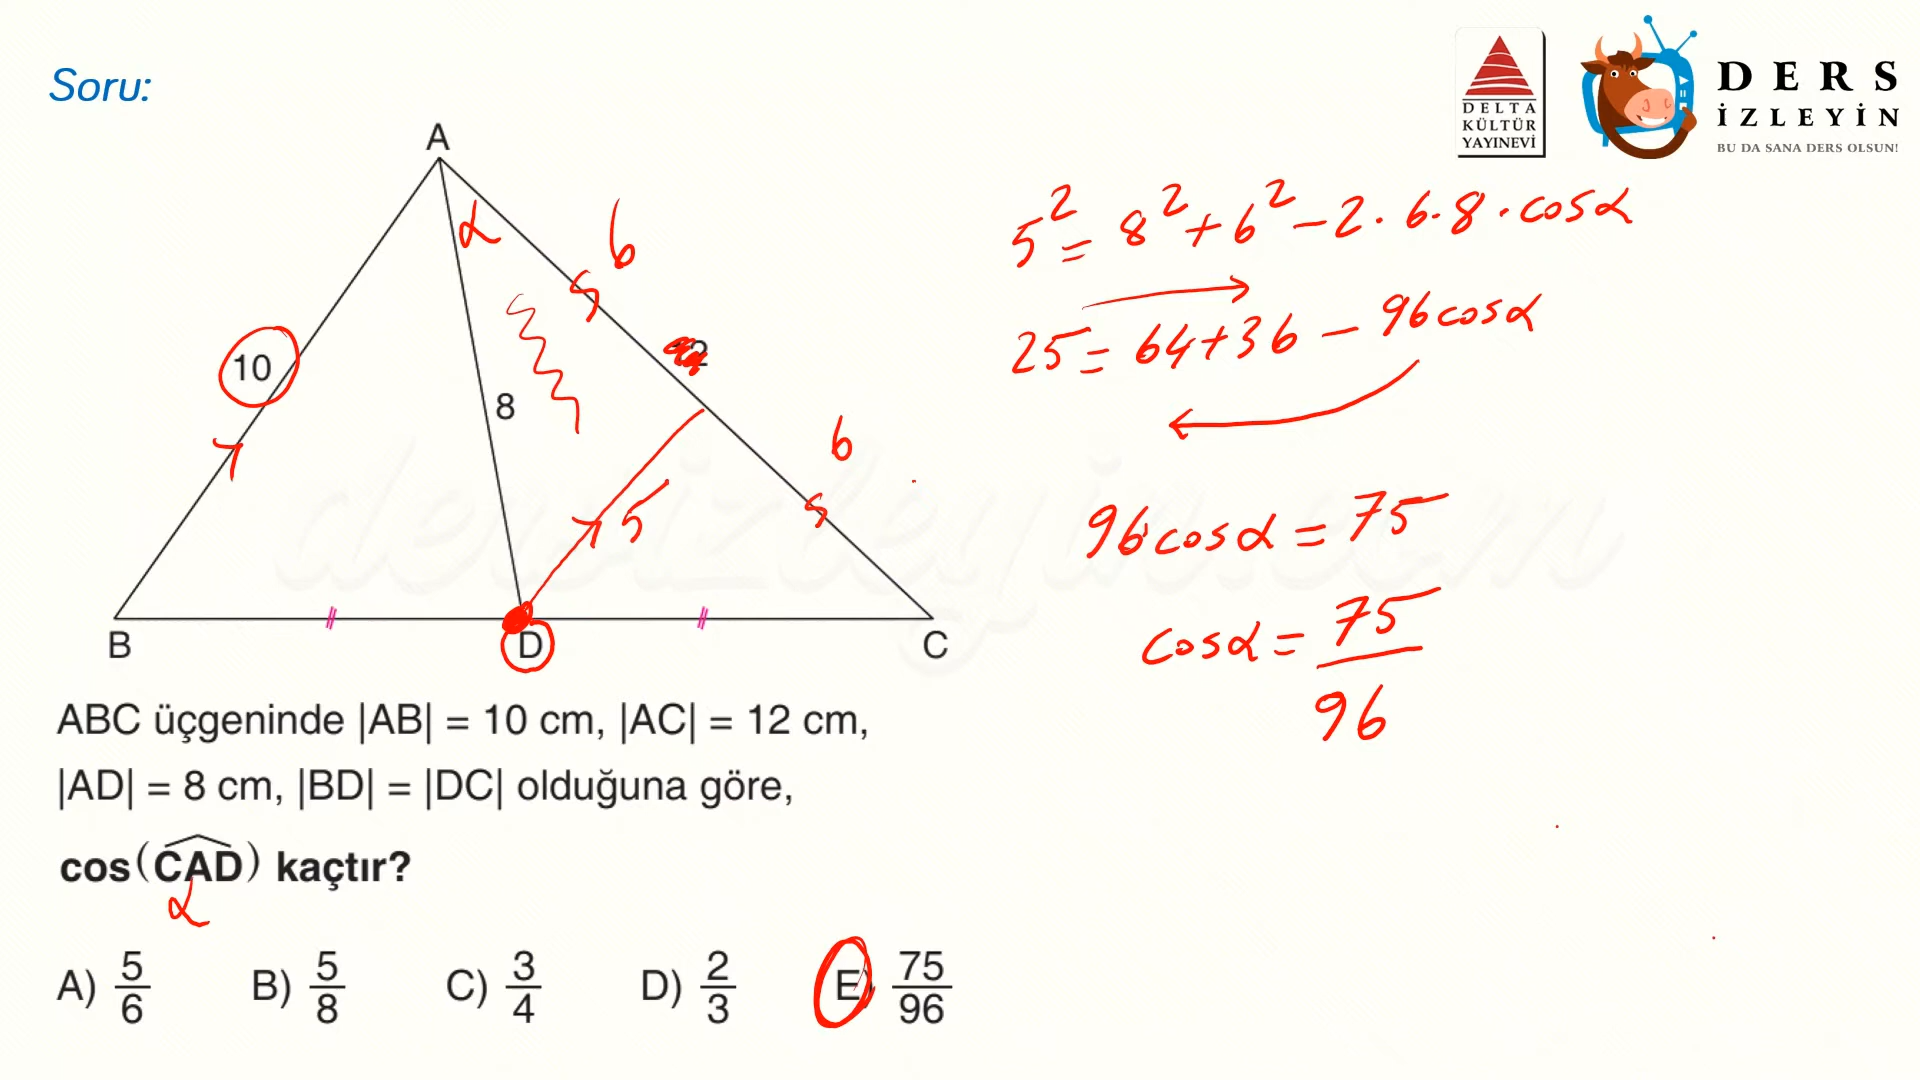 Soru:
DELTA
KÜLTÜR
YAYINEVİ
DERS
İZLEYİN
BU DA SANA DERS OLSUN!
A
α
6
10
2
8
6
5
B
D
C
5² = 8² + 6² - 2 · 6 · 8 · cosα
25 = 64 + 36 - 96cosα
96cosα = 75
cosα = 75/96
dersizleyin.com
ABC üçgeninde |AB| = 10 cm, |AC| = 12 cm,
|AD| = 8 cm, |BD| = |DC| olduğuna göre,
cos(CAD) kaçtır?
α
A) 5/6 B) 5/8 C) 3/4 D) 2/3 E) 75/96